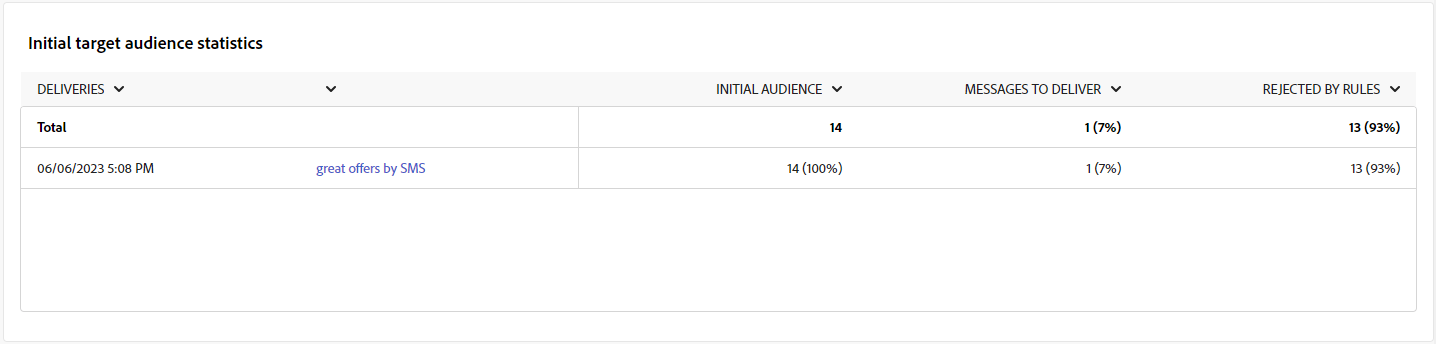 Initial target audience statistics
DELIVERIES INITIAL AUDIENCE MESSAGES TO DELIVER REJECTED BY RULES
Total 14 1 (7%) 13 (93%)
06/06/2023 5:08 PM great offers by SMS 14 (100%) 1 (7%) 13 (93%)